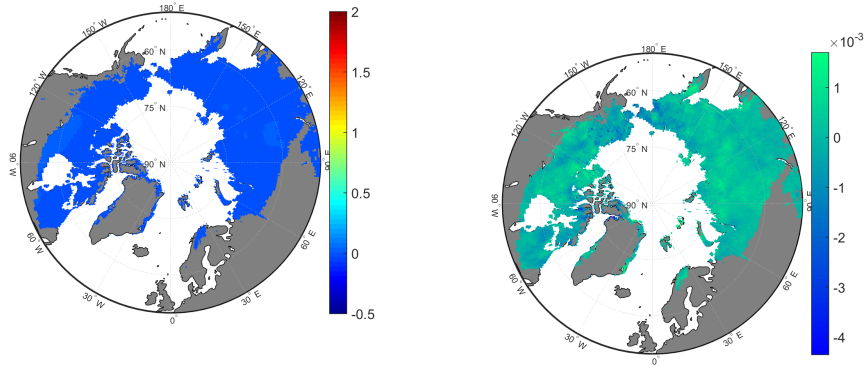 180° E
150° W
150° E
120° W
120° E
60° N
75° N
90° N
90° W
90° E
60° W
60° E
30° W
30° E
0°
2
1.5
1
0.5
0
-0.5
×10⁻³
180° E
150° W
150° E
120° W
120° E
60° N
75° N
90° N
90° W
90° E
60° W
60° E
30° W
30° E
0°
1
0
-1
-2
-3
-4